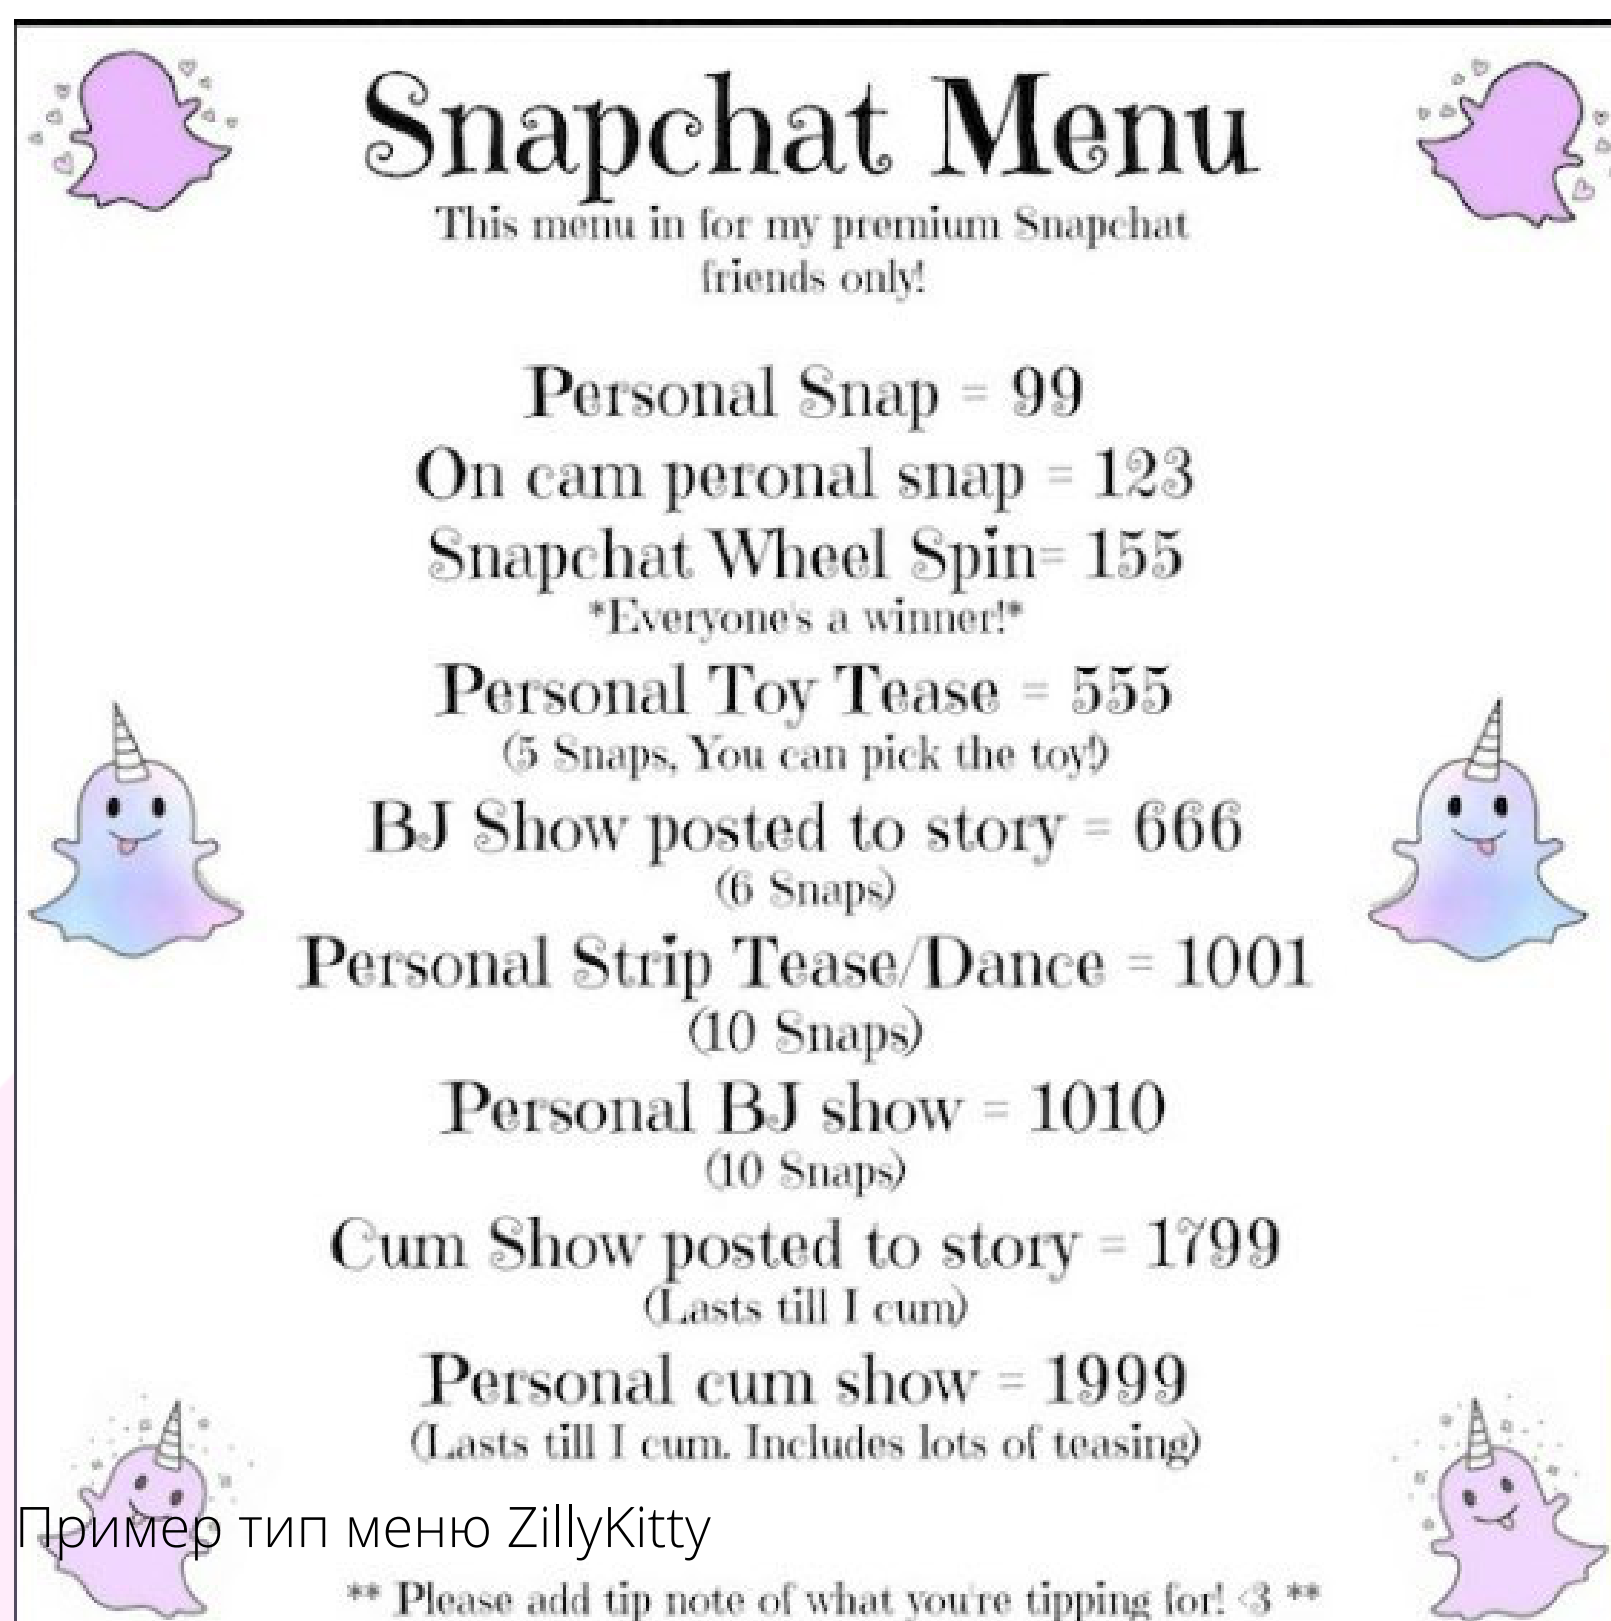 Snapchat Menu
This menu in for my premium Snapchat
friends only!
Personal Snap = 99
On cam peronal snap = 123
Snapchat Wheel Spin= 155
*Everyone's a winner!*
Personal Toy Tease = 555
(5 Snaps, You can pick the toy!)
BJ Show posted to story = 666
(6 Snaps)
Personal Strip Tease/Dance = 1001
(10 Snaps)
Personal BJ show = 1010
(10 Snaps)
Cum Show posted to story = 1799
(Lasts till I cum)
Personal cum show = 1999
(Lasts till I cum. Includes lots of teasing)
Пример тип меню ZillyKitty
** Please add tip note of what you're tipping for! <3 **